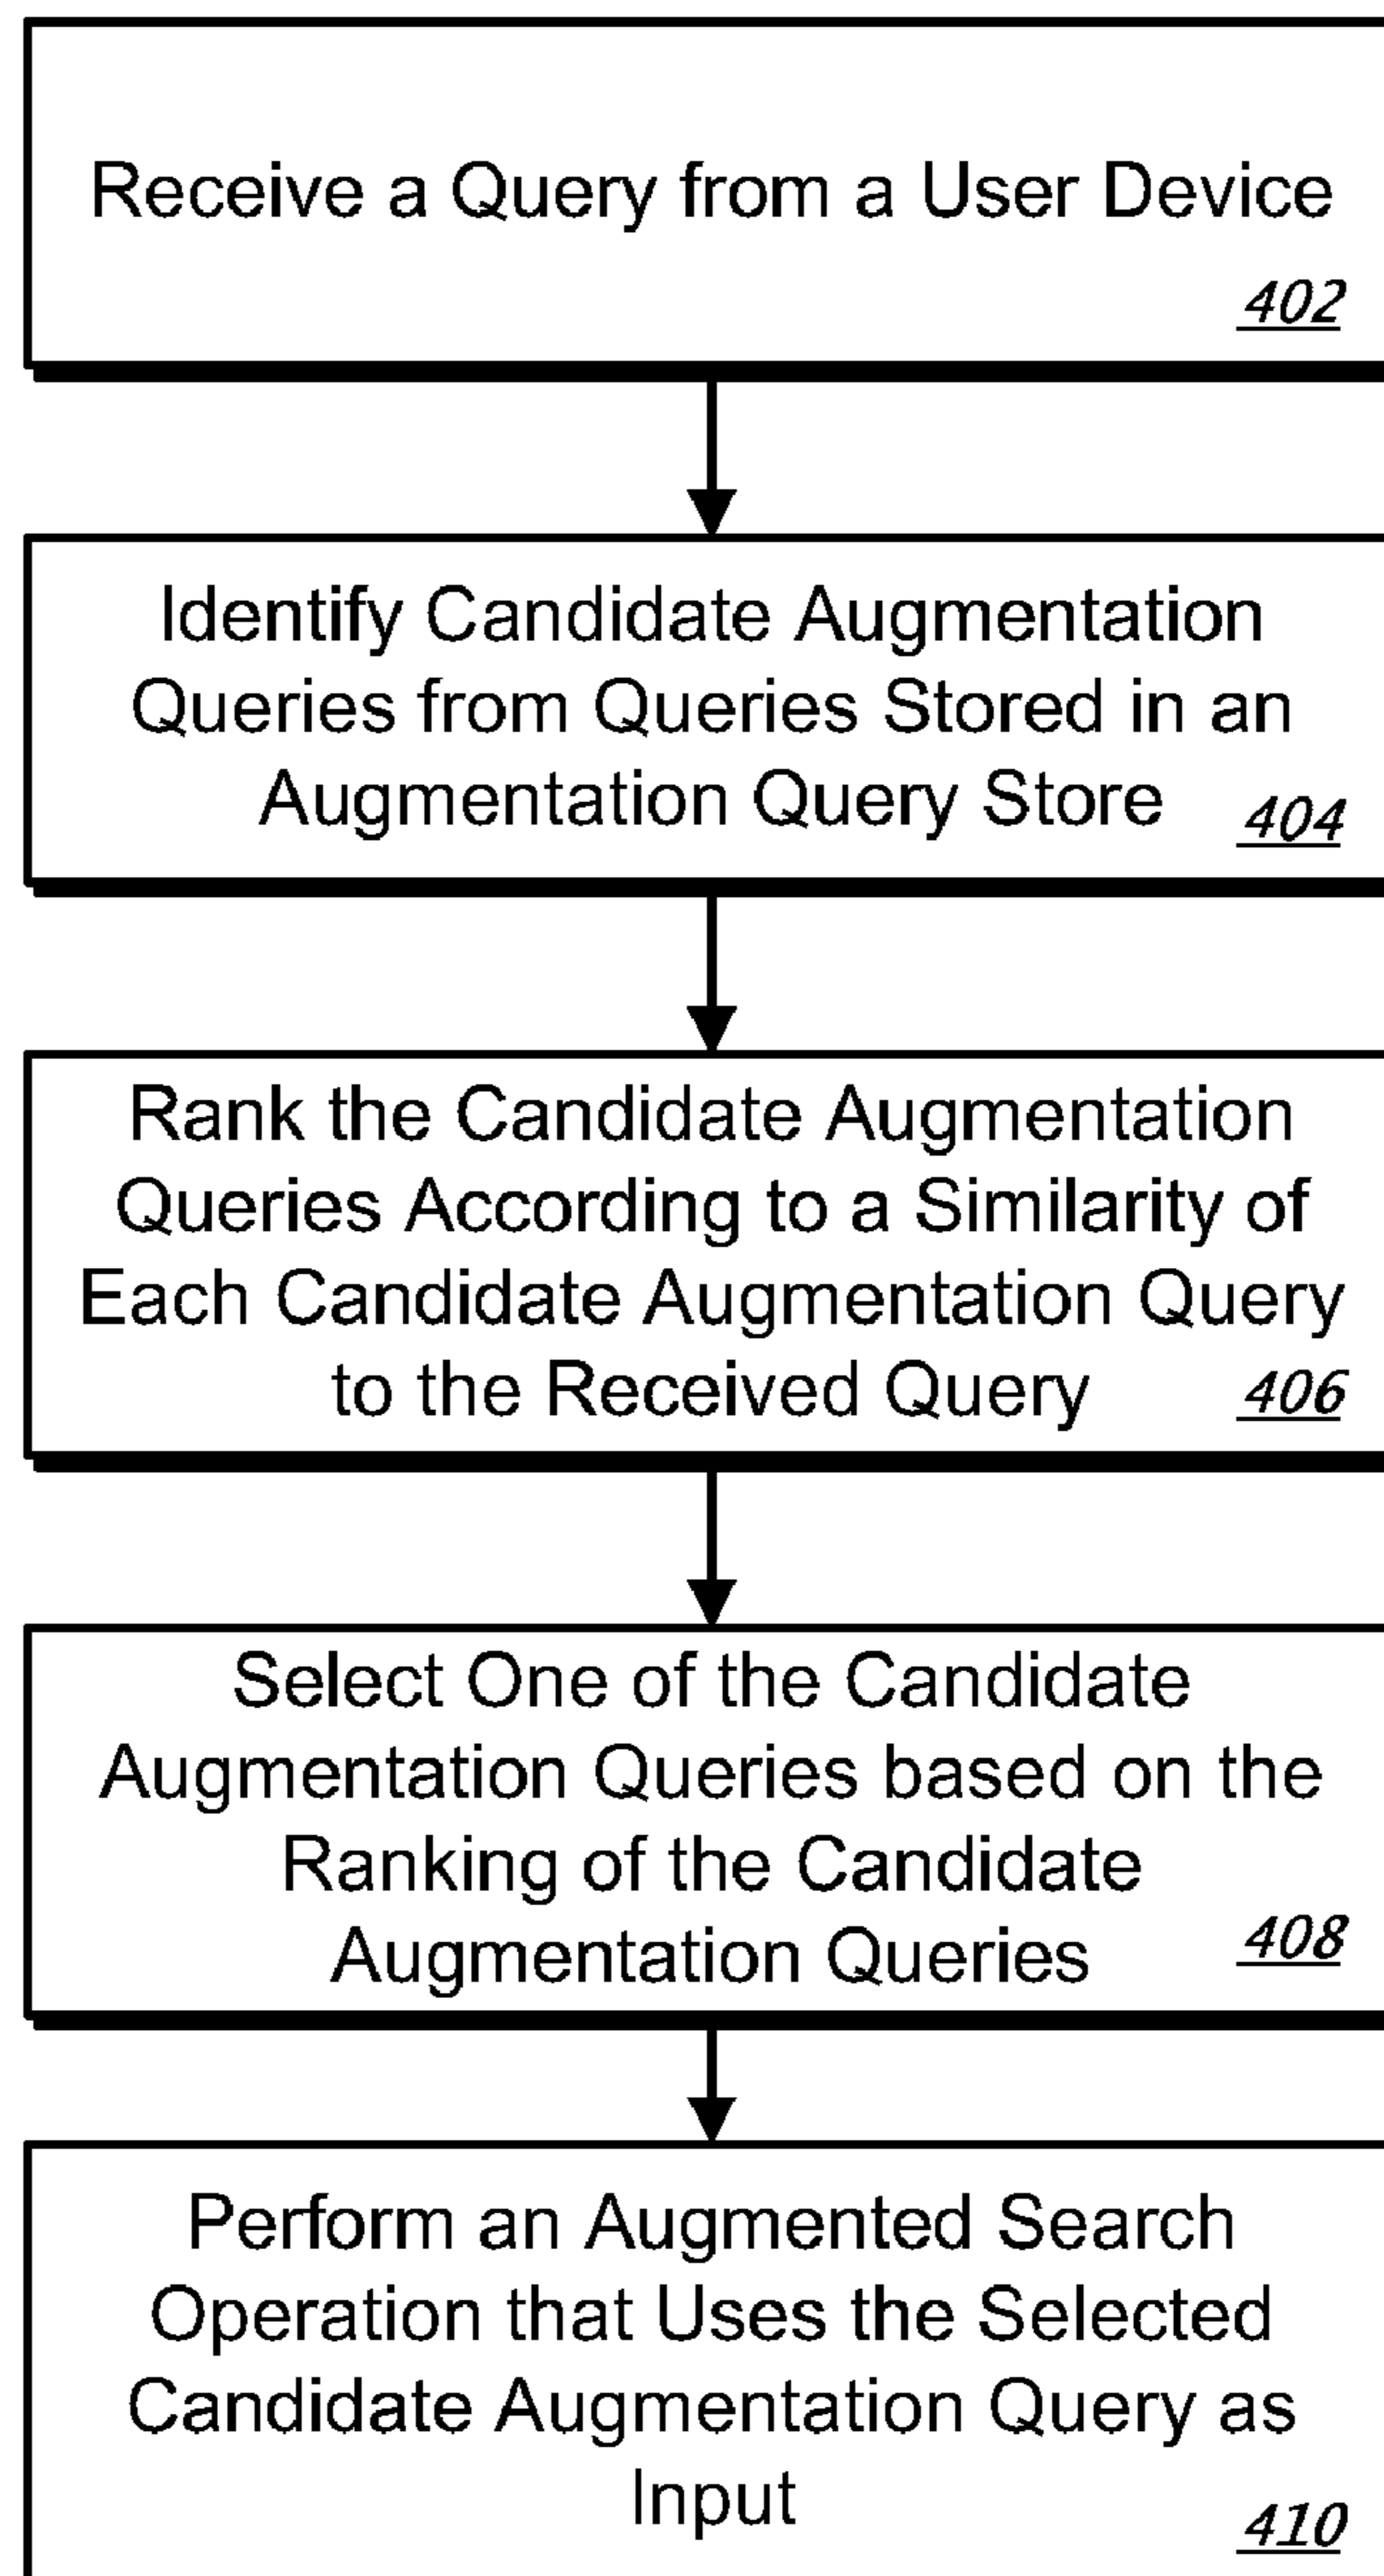 Receive a Query from a User Device
402
Identify Candidate Augmentation
Queries from Queries Stored in an
Augmentation Query Store
404
Rank the Candidate Augmentation
Queries According to a Similarity of
Each Candidate Augmentation Query
to the Received Query
406
Select One of the Candidate
Augmentation Queries based on the
Ranking of the Candidate
Augmentation Queries
408
Perform an Augmented Search
Operation that Uses the Selected
Candidate Augmentation Query as
Input
410